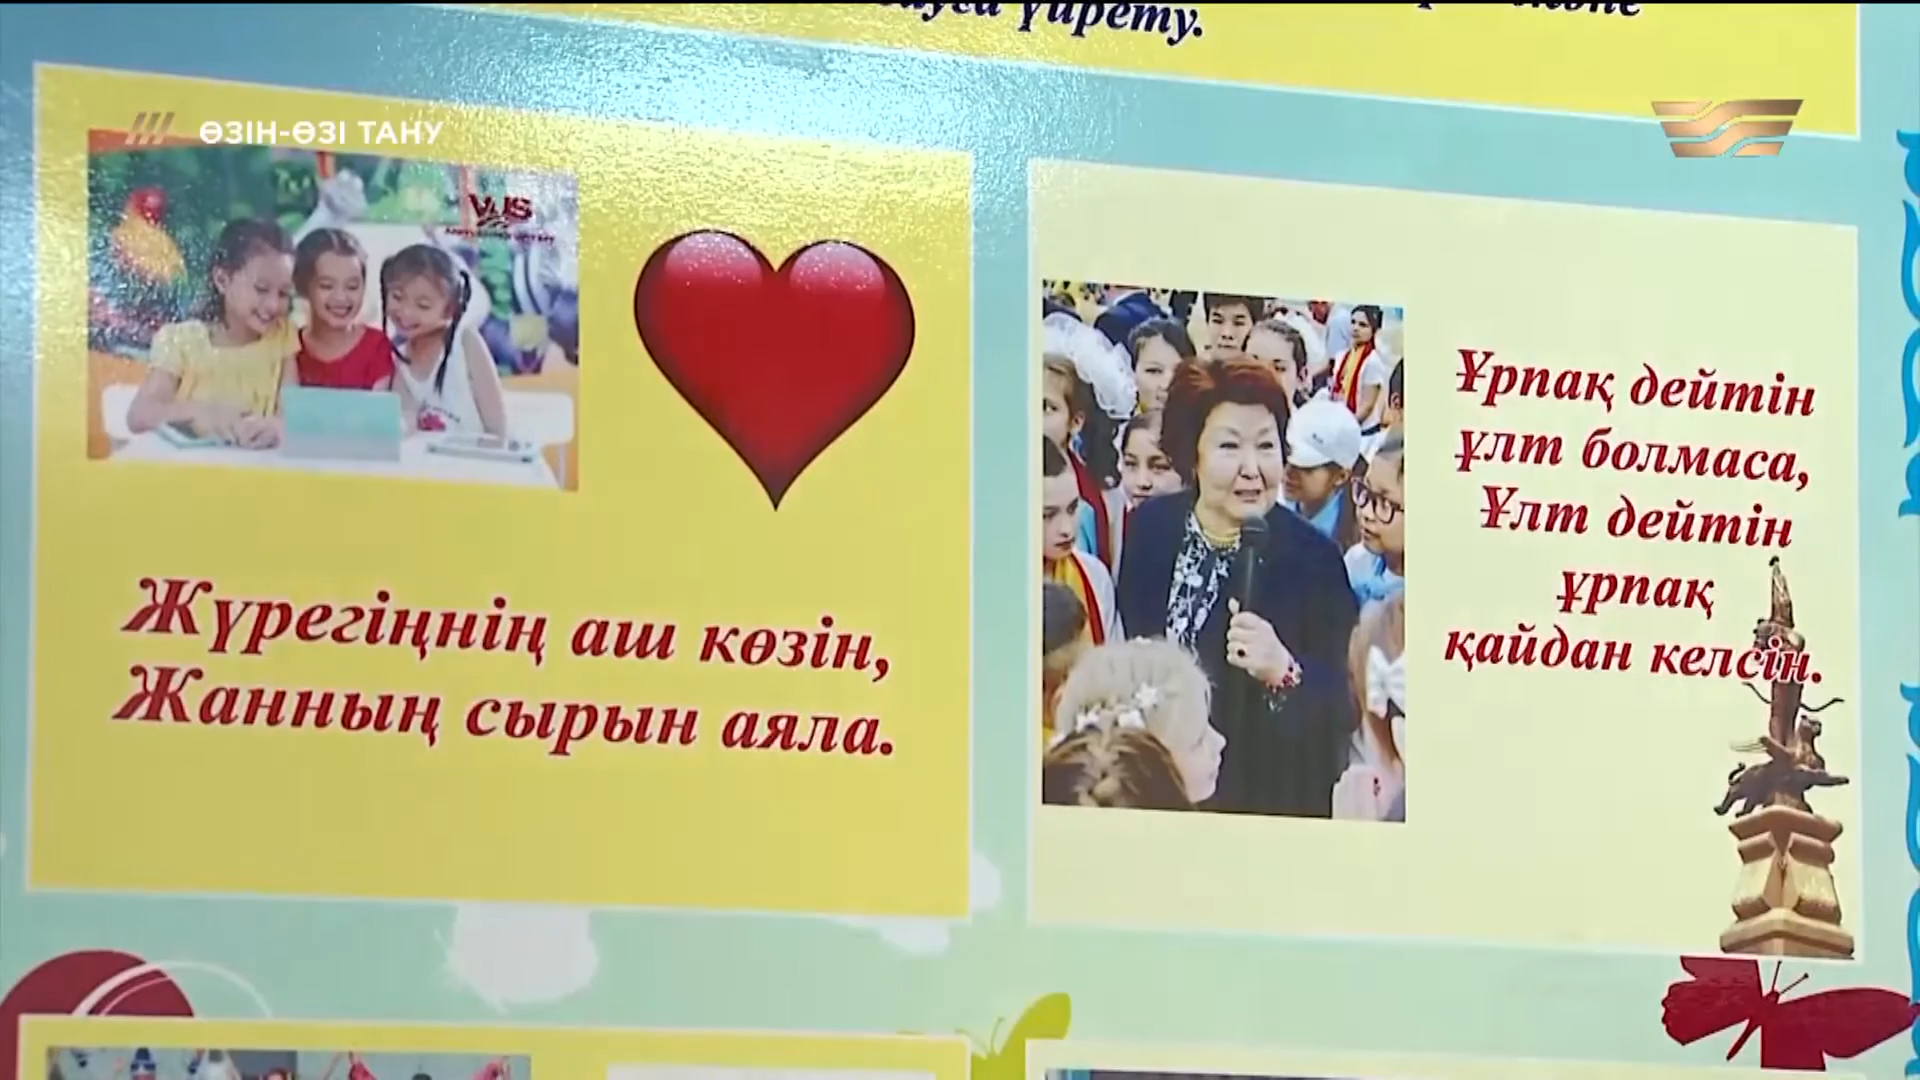 үйрету.
ӨЗІН-ӨЗІ ТАНУ
VJS
Жүрегіңнің аш көзін,
Жанның сырын аяла.
Ұрпақ дейтін
ұлт болмаса,
Ұлт дейтін
ұрпақ
қайдан келсін.